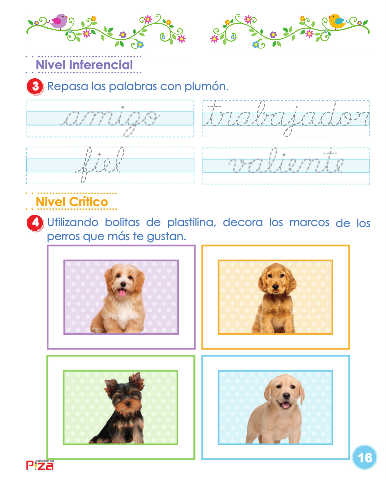 Nivel Inferencial
3 Repasa las palabras con plumón.
amigo trabajador
fiel valiente
Nivel Crítico
4 Utilizando bolitas de plastilina, decora los marcos de los
perros que más te gustan.
16
PIZA